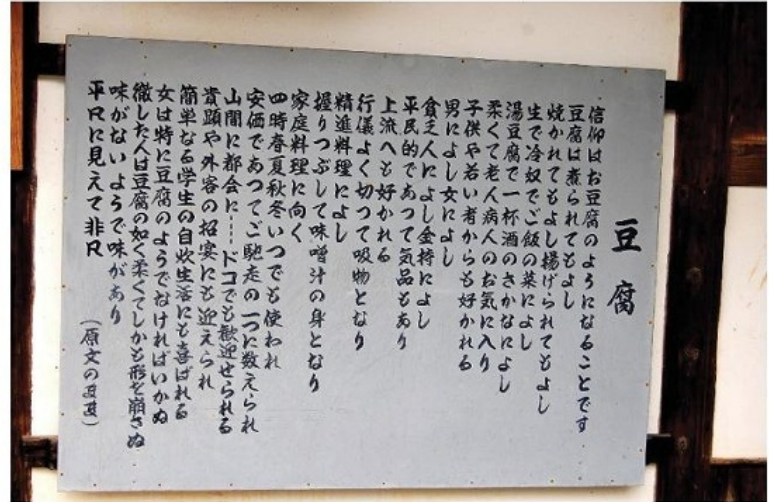 豆腐
信仰はお豆腐のようになることです
豆腐は煮られてもよし
焼かれてもよし揚げられてもよし
生で冷奴でご飯の菜によし
湯豆腐で一杯酒のさかなによし
柔くて老人病人のお気に入り
子供や若い者からも好かれる
男によし女によし
貧乏人によし金持によし
平民的であつて気品もあり
上流へも好かれる
行儀よく切つて吸物となり
精進料理によし
握りつぶして味噌汁の身となり
家庭料理に向く
四時春夏秋冬いつでも使われ
安価であつてご馳走の一つに数えられ
山間に都会に----ドコでも歓迎せられる
貴顕や外客の招宴にも迎えられ
簡単なる学生の自炊生活にも喜ばれる
女は特に豆腐のようでなければいかぬ
徹した人は豆腐の如く柔くてしかも形を崩さぬ
味がないようで味があり
平凡に見えて非凡
(原文のまま)